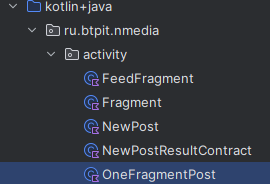 kotlin+java
ru.btpit.nmedia
activity
FeedFragment
Fragment
NewPost
NewPostResultContract
OneFragmentPost